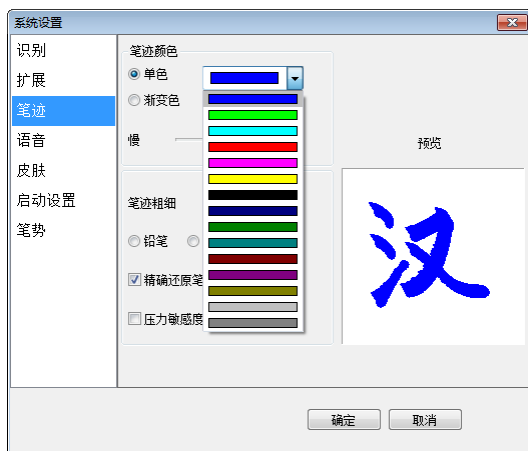 系统设置
识别
扩展
笔迹
语音
皮肤
启动设置
笔势
笔迹颜色
单色
渐变色
慢
笔迹粗细
铅笔
精确还原笔
压力敏感度
预览
汉
确定
取消